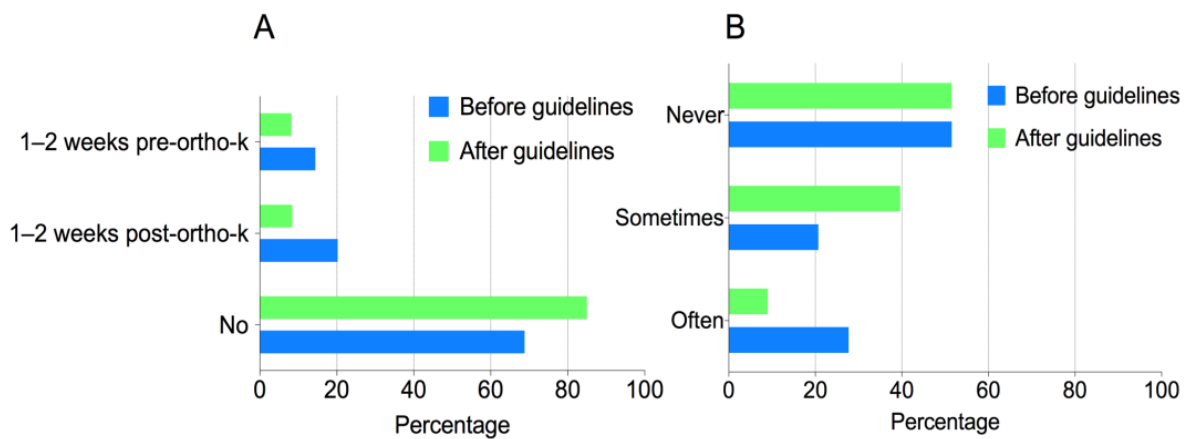 A
Before guidelines
After guidelines
1–2 weeks pre-ortho-k
1–2 weeks post-ortho-k
No
0 20 40 60 80 100
Percentage
B
Before guidelines
After guidelines
Never
Sometimes
Often
0 20 40 60 80 100
Percentage